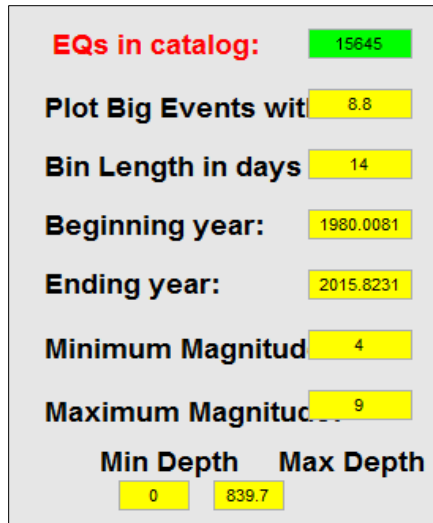 EQs in catalog: 15645
Plot Big Events wit 8.8
Bin Length in days 14
Beginning year: 1980.0081
Ending year: 2015.8231
Minimum Magnitud 4
Maximum Magnitude: 9
Min Depth Max Depth
0 839.7